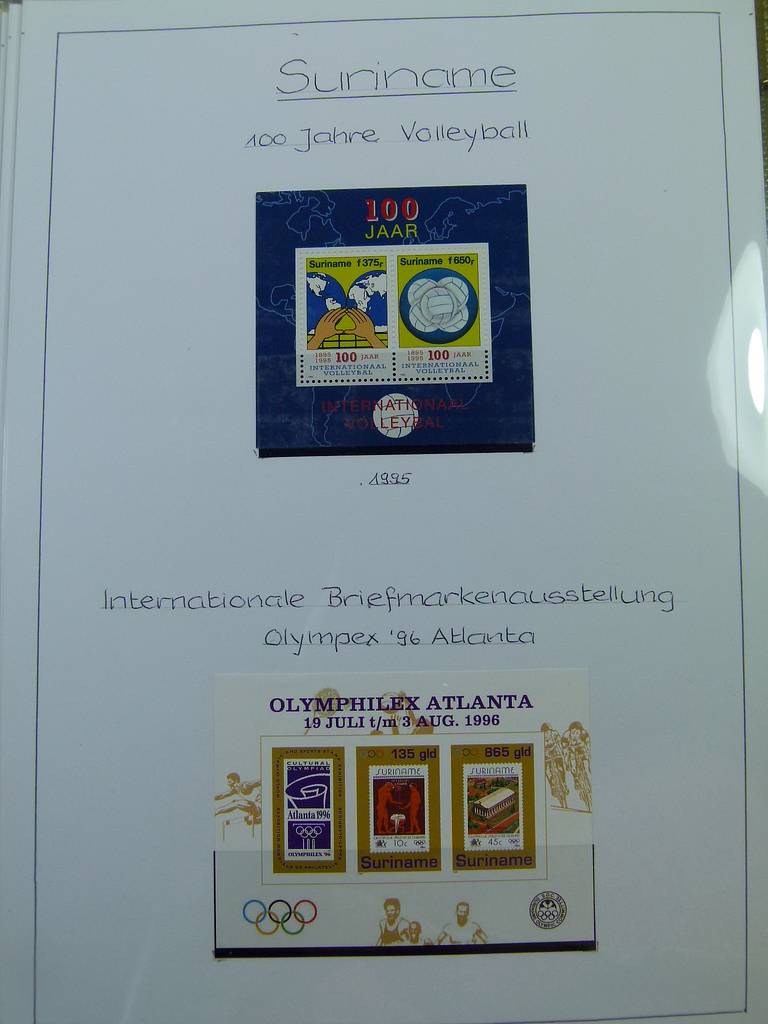 Suriname
100 Jahre Volleyball
100
JAAR
Suriname f 375r
Suriname f 650r
1895 1995 100 JAAR
INTERNATIONAAL
VOLLEYBAL
1895 1995 100 JAAR
INTERNATIONAAL
VOLLEYBAL
INTERNATIONAAL
VOLLEYBAL
. 1995
Internationale Briefmarkenausstellung
Olympex '96 Atlanta
OLYMPHILEX ATLANTA
19 JULI t/m 3 AUG. 1996
CULTURAL
OLYMPIAD
Atlanta 1996
OLYMPHILEX '96
135 gld
SURINAME
10c
Suriname
865 gld
SURINAME
45c
Suriname